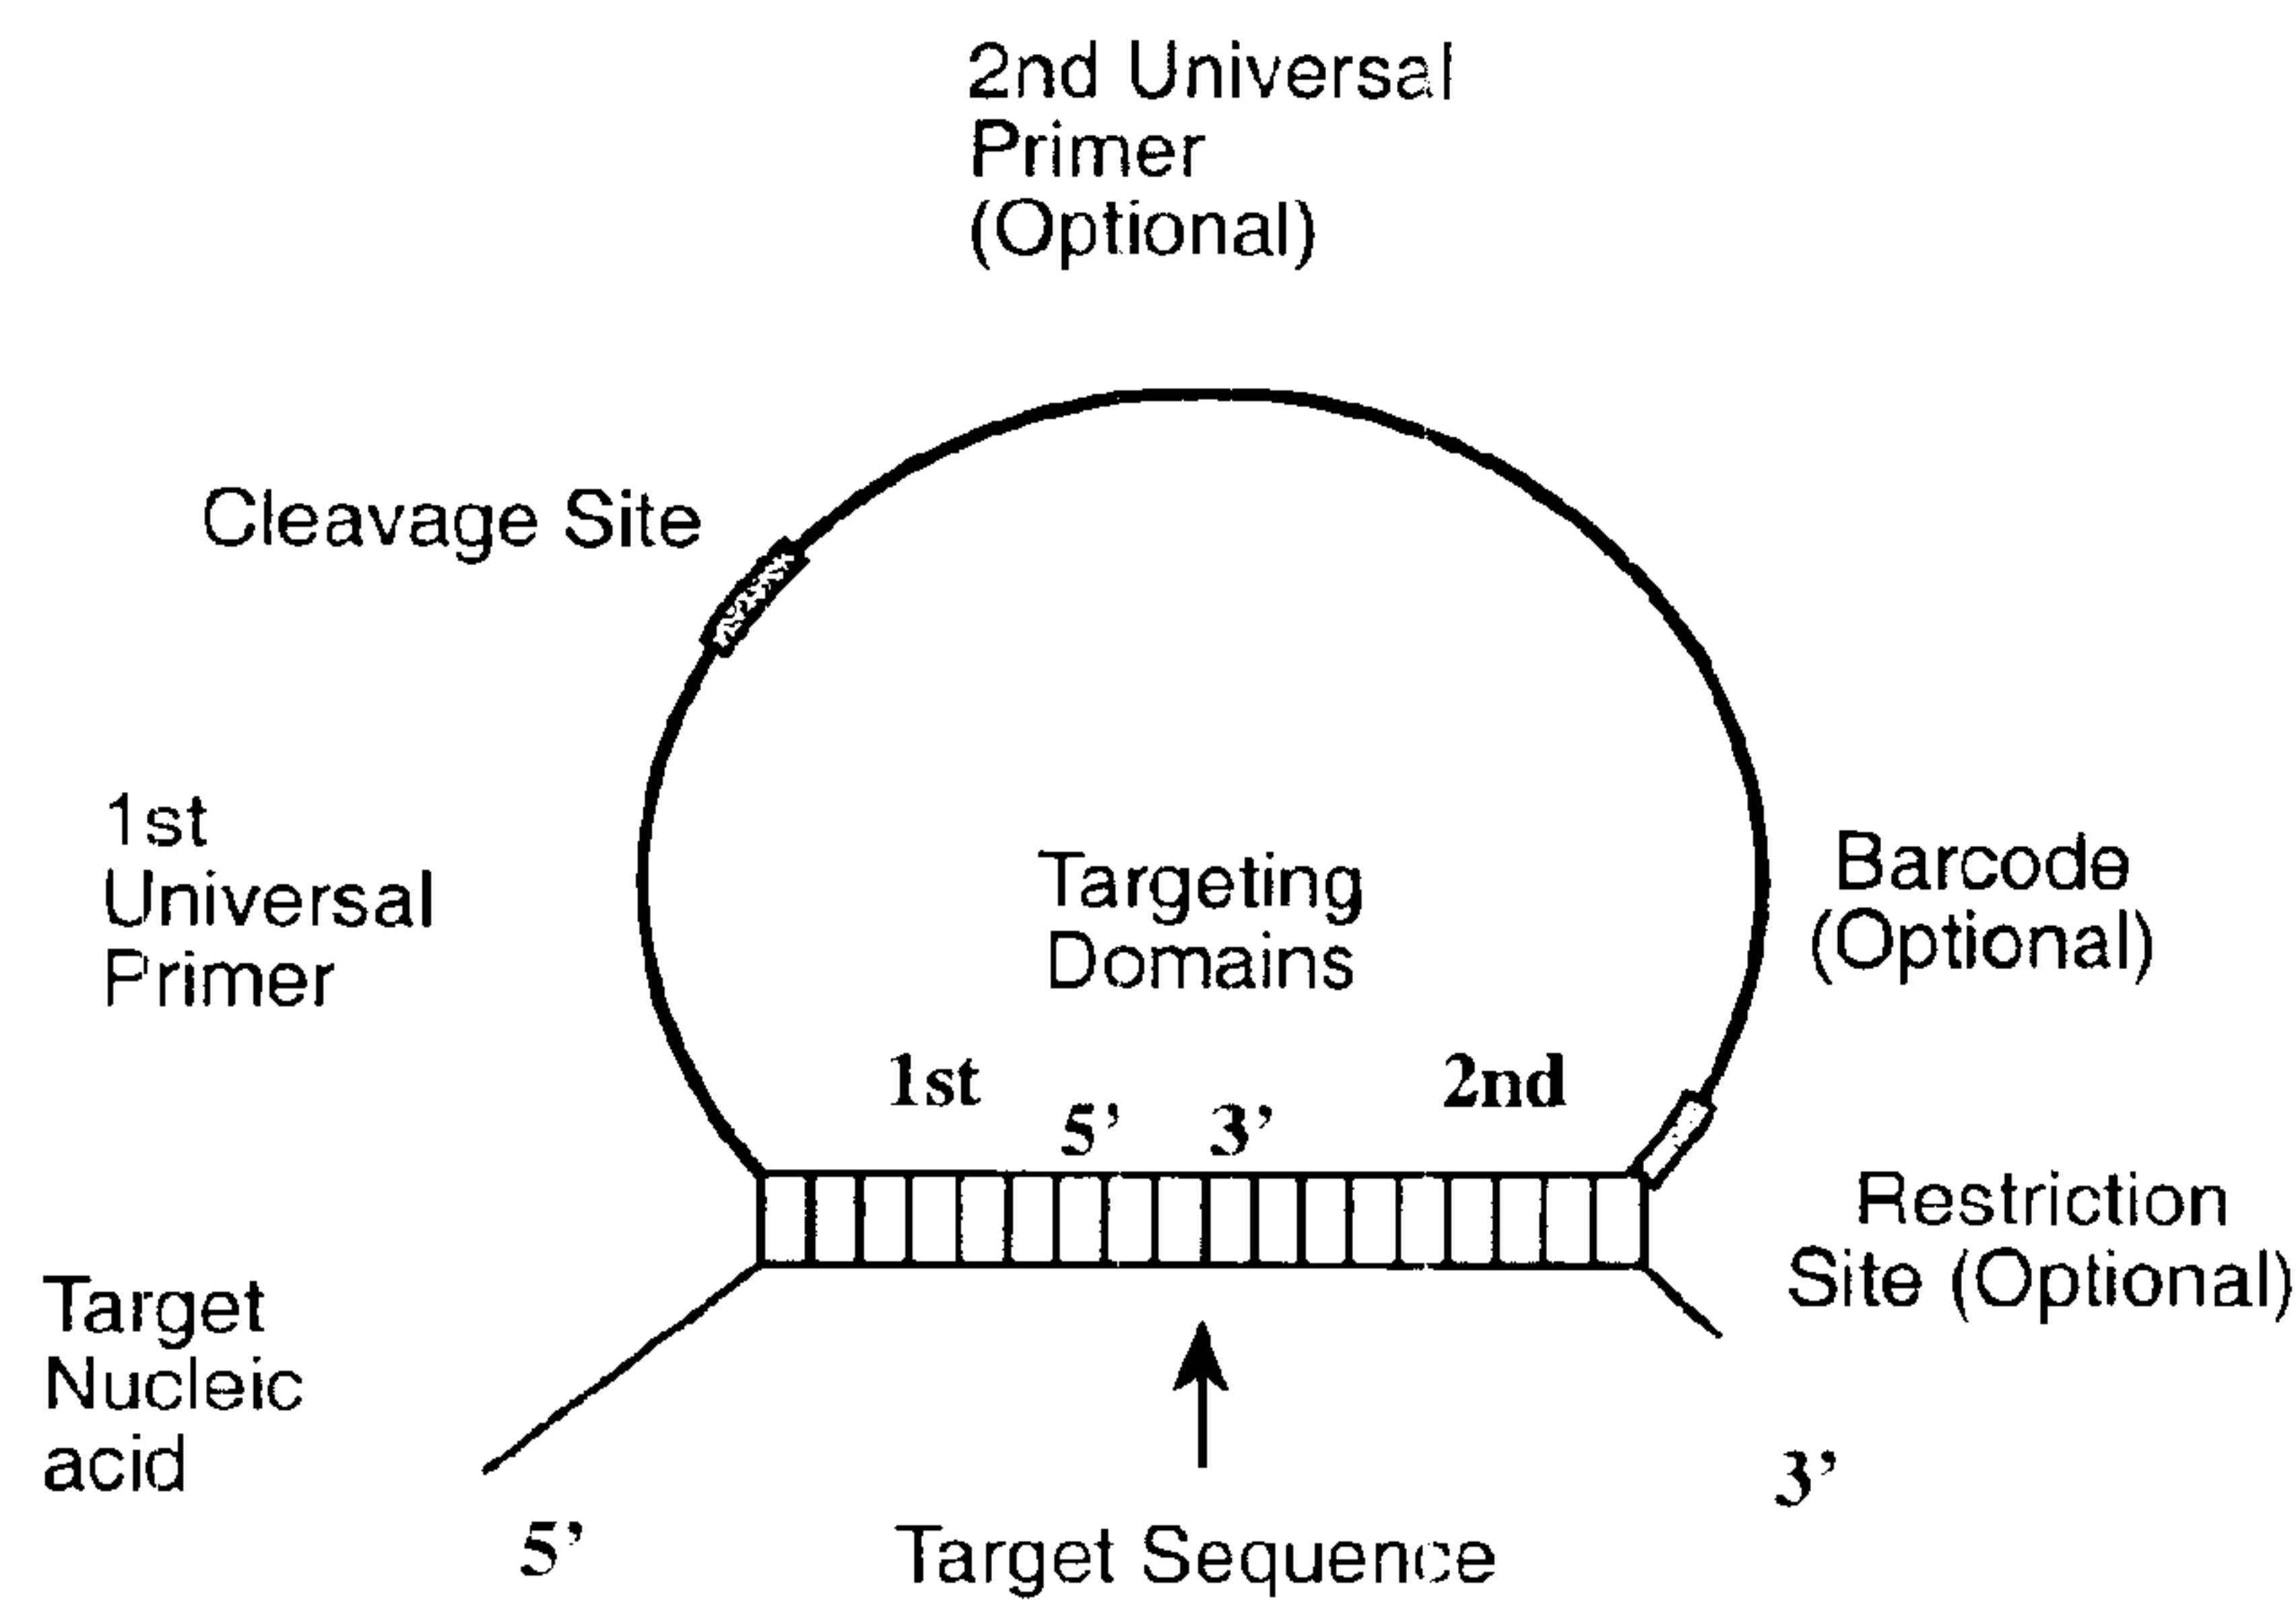 2nd Universal
Primer
(Optional)
Cleavage Site
1st
Universal
Primer
Targeting
Domains
Barcode
(Optional)
1st
2nd
5’
3’
Restriction
Site (Optional)
Target
Nucleic
acid
3’
5’
Target Sequence